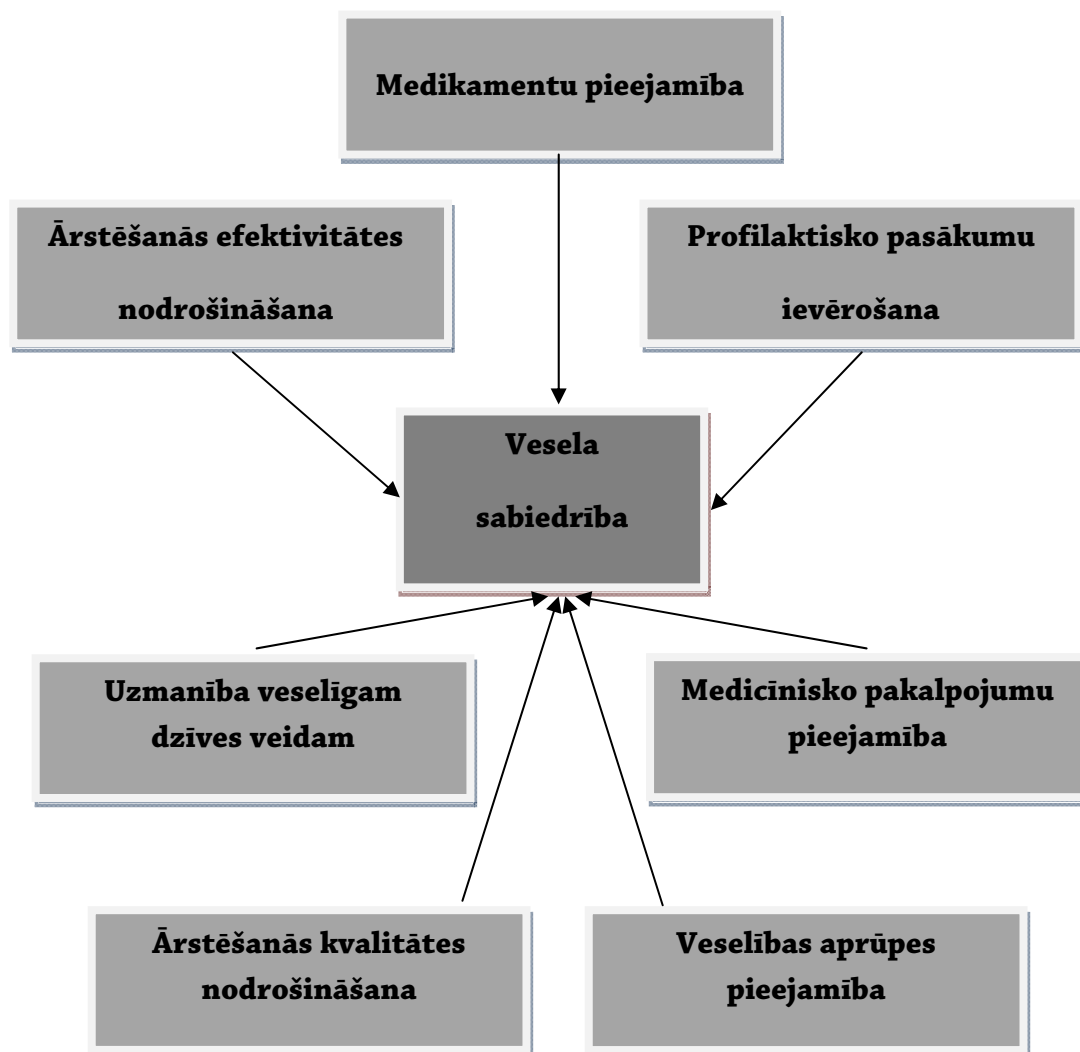 Medikamentu pieejamība
Ārstēšanās efektivitātes
nodrošināšana
Profilaktisko pasākumu
ievērošana
Vesela
sabiedrība
Uzmanība veselīgam
dzīves veidam
Medicīnisko pakalpojumu
pieejamība
Ārstēšanās kvalitātes
nodrošināšana
Veselības aprūpes
pieejamība